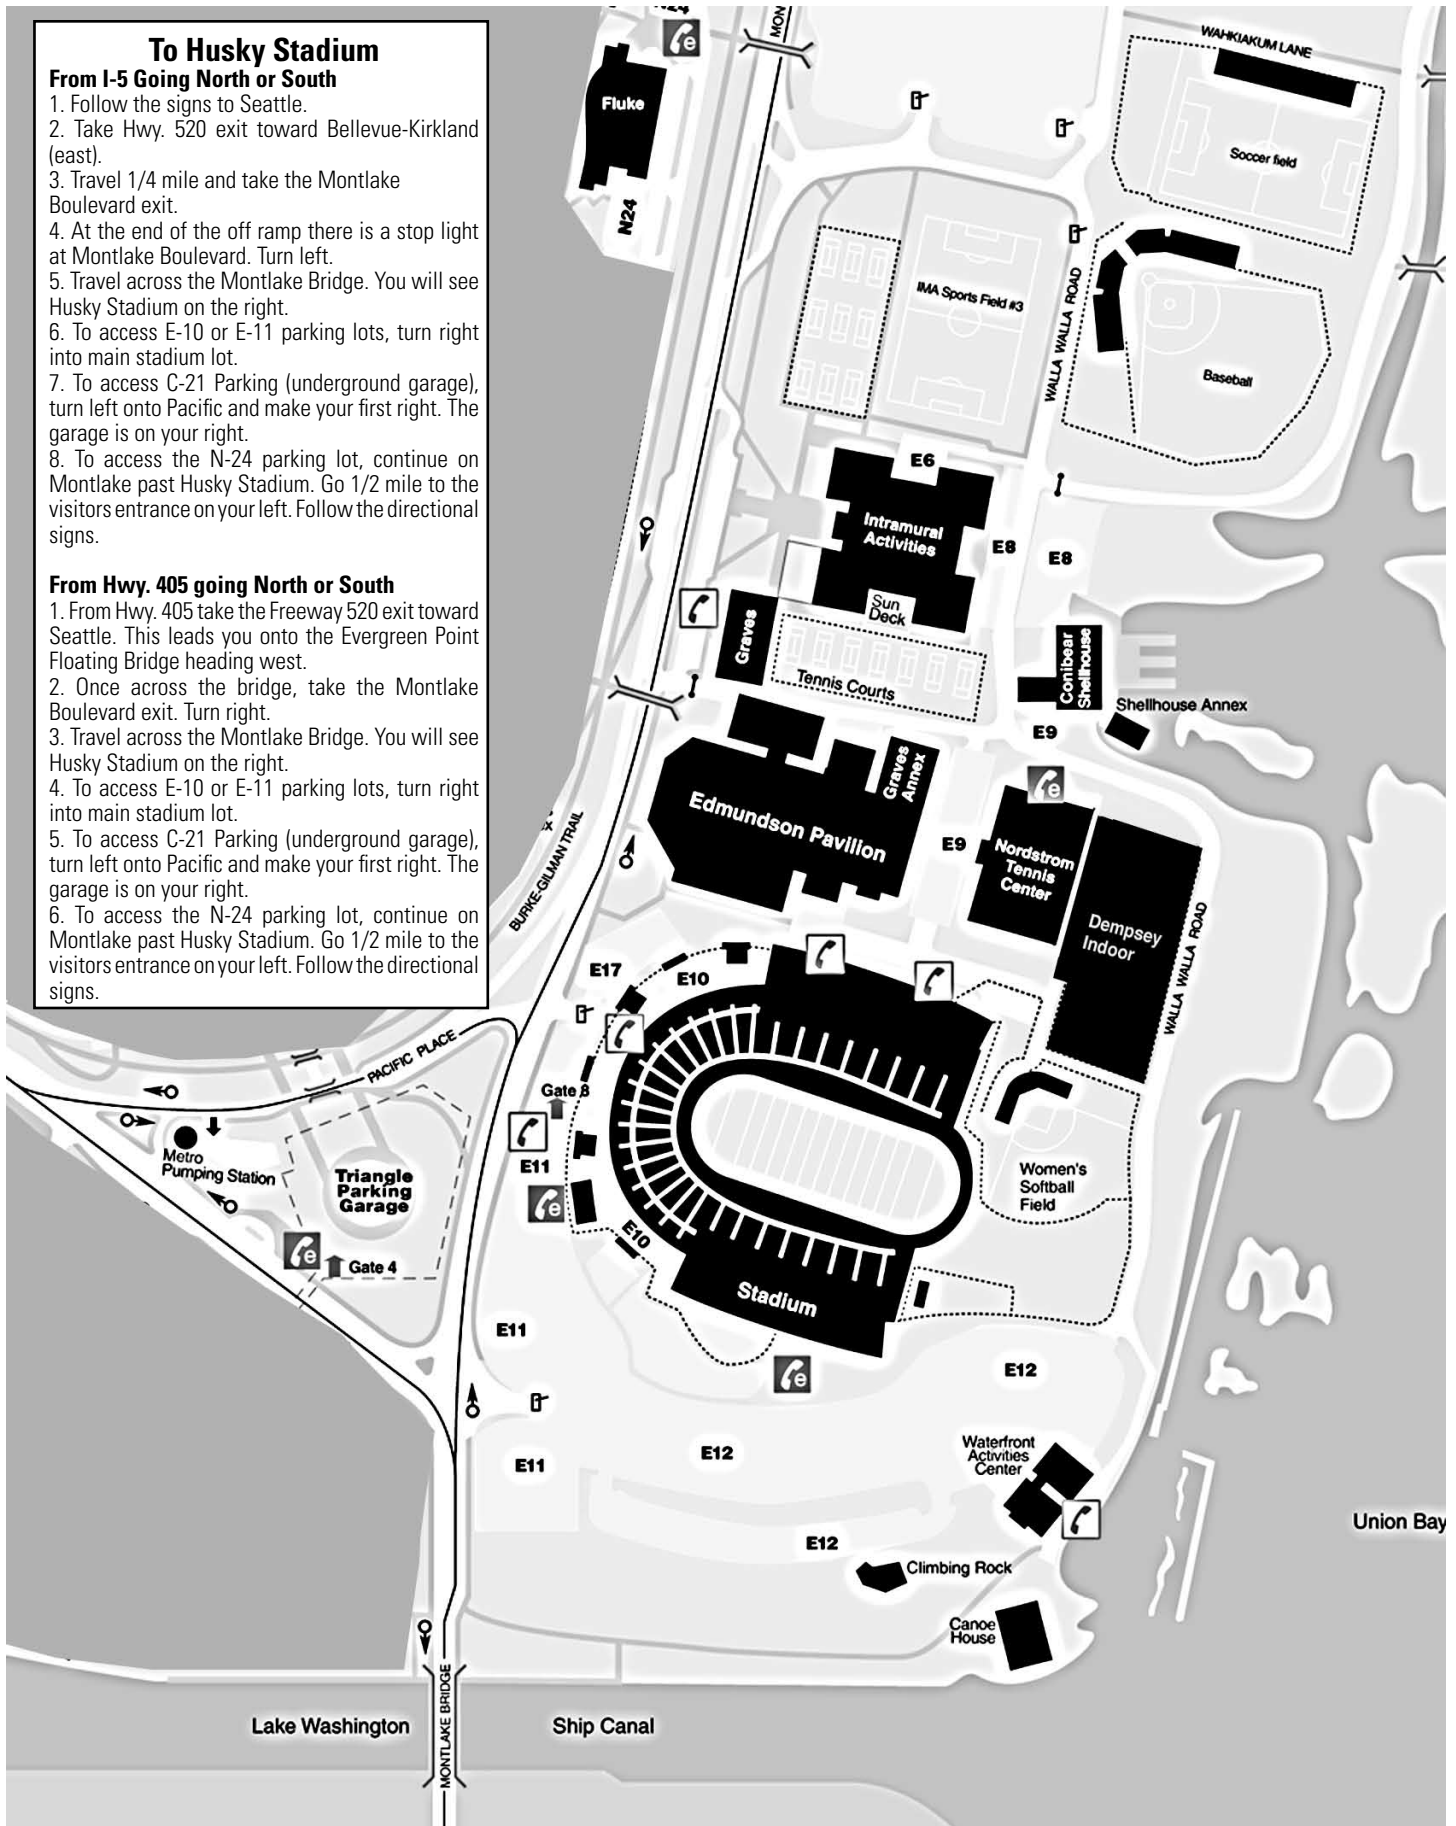 To Husky Stadium
From I-5 Going North or South
1. Follow the signs to Seattle.
2. Take Hwy. 520 exit toward Bellevue-Kirkland
(east).
3. Travel 1/4 mile and take the Montlake
Boulevard exit.
4. At the end of the off ramp there is a stop light
at Montlake Boulevard. Turn left.
5. Travel across the Montlake Bridge. You will see
Husky Stadium on the right.
6. To access E-10 or E-11 parking lots, turn right
into main stadium lot.
7. To access C-21 Parking (underground garage),
turn left onto Pacific and make your first right. The
garage is on your right.
8. To access the N-24 parking lot, continue on
Montlake past Husky Stadium. Go 1/2 mile to the
visitors entrance on your left. Follow the directional
signs.
From Hwy. 405 going North or South
1. From Hwy. 405 take the Freeway 520 exit toward
Seattle. This leads you onto the Evergreen Point
Floating Bridge heading west.
2. Once across the bridge, take the Montlake
Boulevard exit. Turn right.
3. Travel across the Montlake Bridge. You will see
Husky Stadium on the right.
4. To access E-10 or E-11 parking lots, turn right
into main stadium lot.
5. To access C-21 Parking (underground garage),
turn left onto Pacific and make your first right. The
garage is on your right.
6. To access the N-24 parking lot, continue on
Montlake past Husky Stadium. Go 1/2 mile to the
visitors entrance on your left. Follow the directional
signs.
N24
e
MON
WAHKIAKUM LANE
Fluke
Soccer field
N24
IMA Sports Field #3
WALLA WALLA ROAD
Baseball
E6
Intramural
Activities
E8
E8
Sun
Deck
Graves
Tennis Courts
Conibear
Shellhouse
Shellhouse Annex
E9
e
Graves
Annex
Edmundson Pavilion
E9
Nordstrom
Tennis
Center
BURKE-GILMAN TRAIL
Dempsey
Indoor
WALLA WALLA ROAD
E17
E10
PACIFIC PLACE
Gate 8
Metro
Pumping Station
Triangle
Parking
Garage
E11
e
Women's
Softball
Field
E10
e
Gate 4
Stadium
E11
e
E12
E12
E11
Waterfront
Activities
Center
Union Bay
E12
Climbing Rock
Canoe
House
MONTLAKE BRIDGE
Lake Washington
Ship Canal